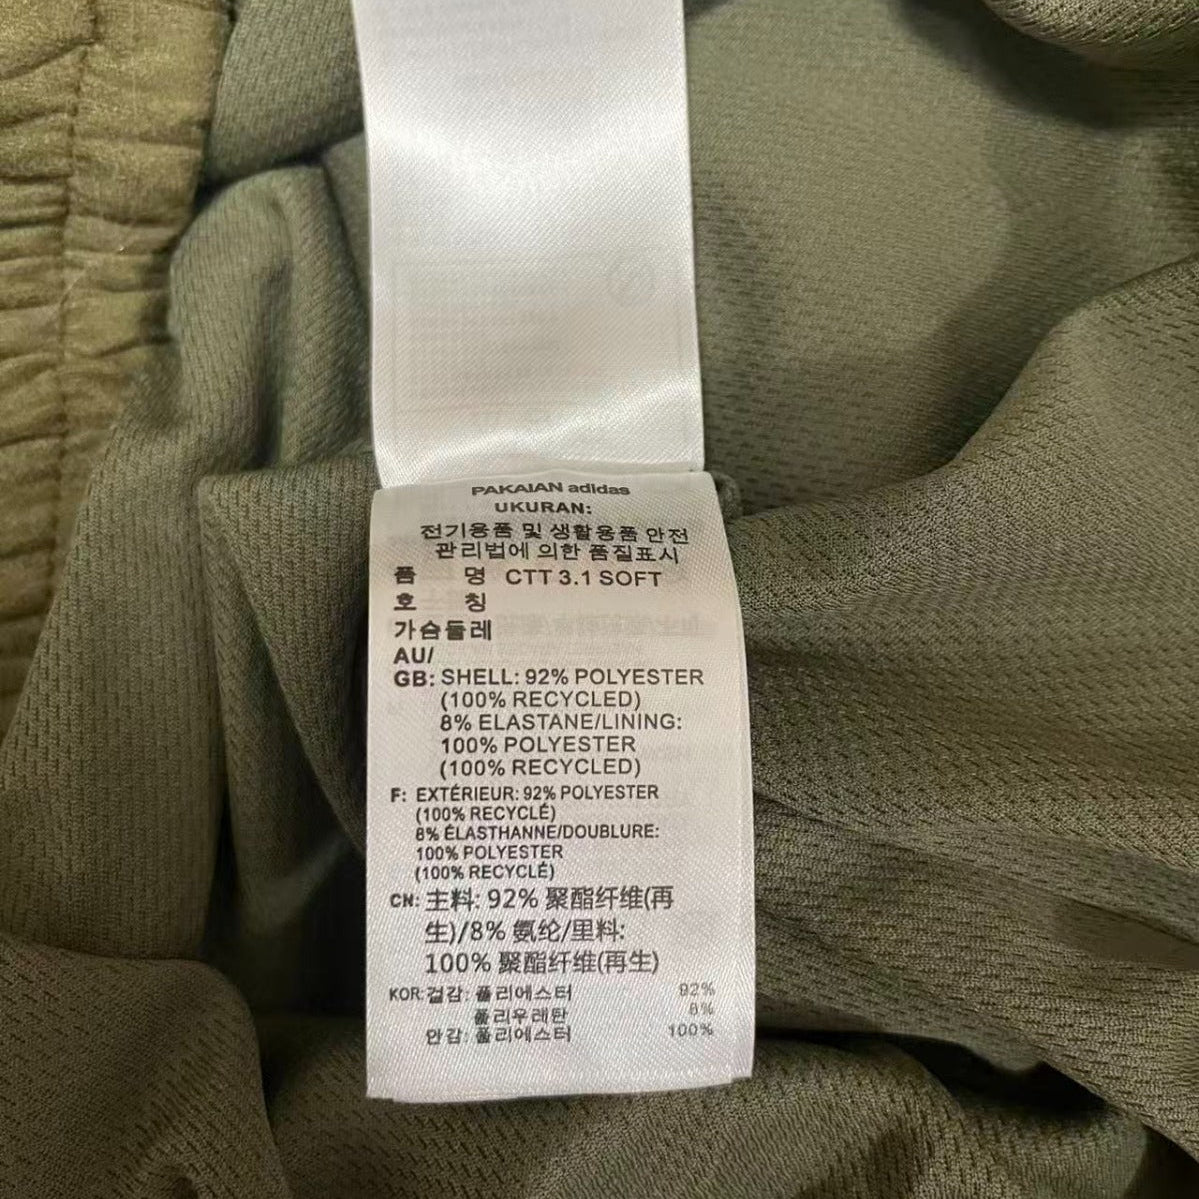 PAKAIAN adidas
UKURAN:
전기용품 및 생활용품 안전
관리법에 의한 품질표시
품 명 CTT 3.1 SOFT
호 칭
가슴둘레
AU/
GB: SHELL: 92% POLYESTER
(100% RECYCLED)
8% ELASTANE/LINING:
100% POLYESTER
(100% RECYCLED)
F: EXTÉRIEUR: 92% POLYESTER
(100% RECYCLÉ)
8% ÉLASTHANNE/DOUBLURE:
100% POLYESTER
(100% RECYCLÉ)
CN: 主料: 92% 聚酯纤维(再
生)/8% 氨纶/里料:
100% 聚酯纤维(再生)
KOR: 겉감: 폴리에스터 92%
폴리우레탄 8%
안감: 폴리에스터 100%